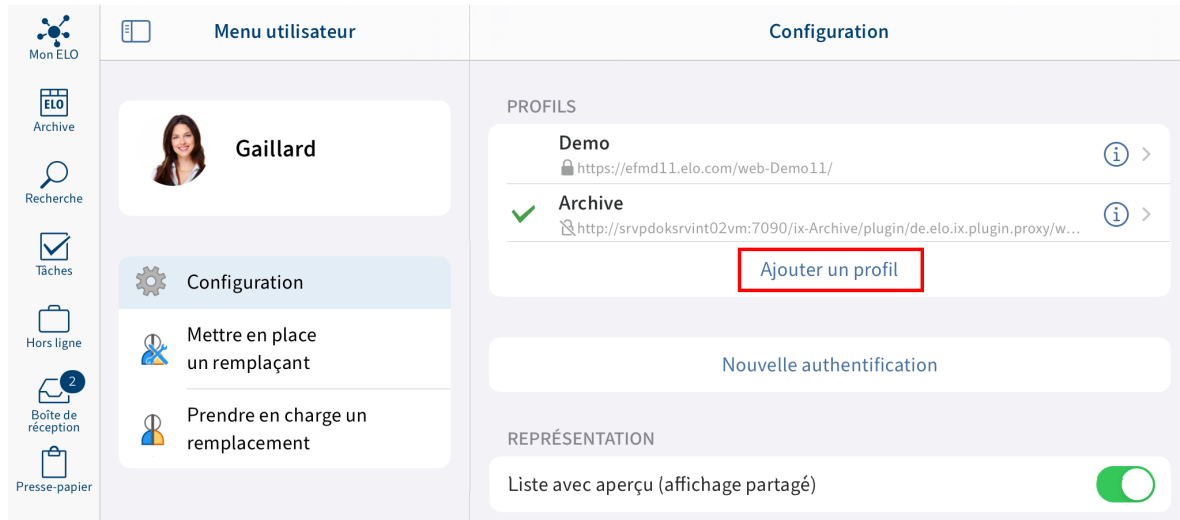 Mon ELO
ELO
Archive
Recherche
Tâches
Hors ligne
2
Boîte de
réception
Presse-papier
Menu utilisateur
Gaillard
Configuration
Mettre en place
un remplaçant
Prendre en charge un
remplacement
Configuration
PROFILS
Demo
https://efmd11.elo.com/web-Demo11/
Archive
http://srvpdoksrvint02vm:7090/ix-Archive/plugin/de.elo.ix.plugin.proxy/w...
Ajouter un profil
Nouvelle authentification
REPRÉSENTATION
Liste avec aperçu (affichage partagé)